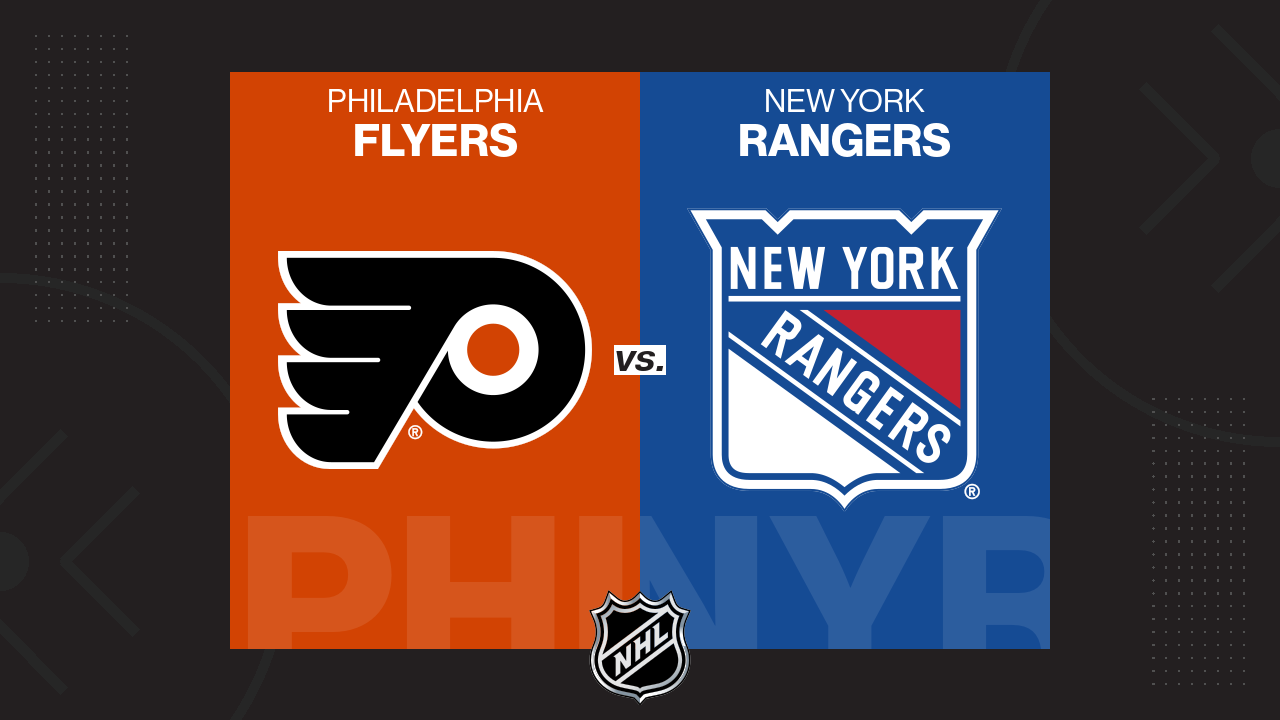 PHILADELPHIA
FLYERS
NEW YORK
RANGERS
NEW YORK
RANGERS
vs.
®
®
PHI
NYR
NHL